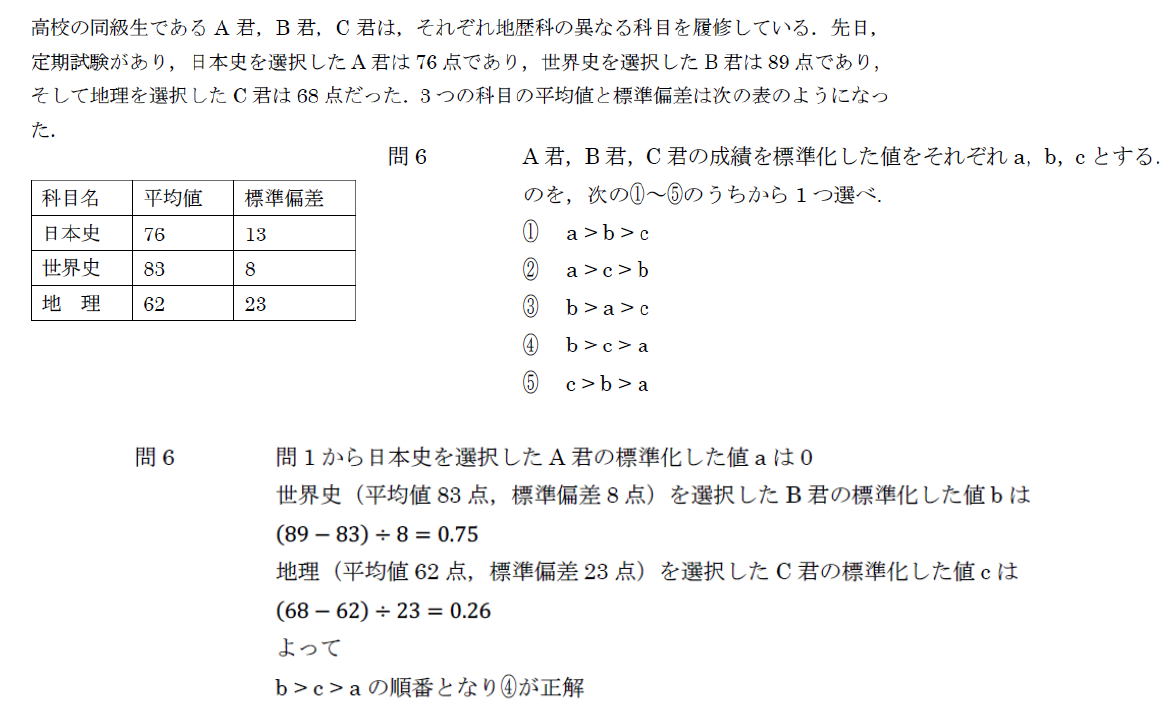 高校の同級生である A 君，B 君，C 君は，それぞれ地歴科の異なる科目を履修している．先日，
定期試験があり，日本史を選択した A 君は 76 点であり，世界史を選択した B 君は 89 点であり，
そして地理を選択した C 君は 68 点だった．3 つの科目の平均値と標準偏差は次の表のようになっ
た．
科目名 平均値 標準偏差
日本史 76 13
世界史 83 8
地　理 62 23
問 6 A 君，B 君，C 君の成績を標準化した値をそれぞれ a，b，c とする．
のを，次の①～⑤のうちから 1 つ選べ．
① a > b > c
② a > c > b
③ b > a > c
④ b > c > a
⑤ c > b > a
問 6 問 1 から日本史を選択した A 君の標準化した値 a は 0
世界史（平均値 83 点，標準偏差 8 点）を選択した B 君の標準化した値 b は
(89 − 83) ÷ 8 = 0.75
地理（平均値 62 点，標準偏差 23 点）を選択した C 君の標準化した値 c は
(68 − 62) ÷ 23 = 0.26
よって
b > c > a の順番となり④が正解